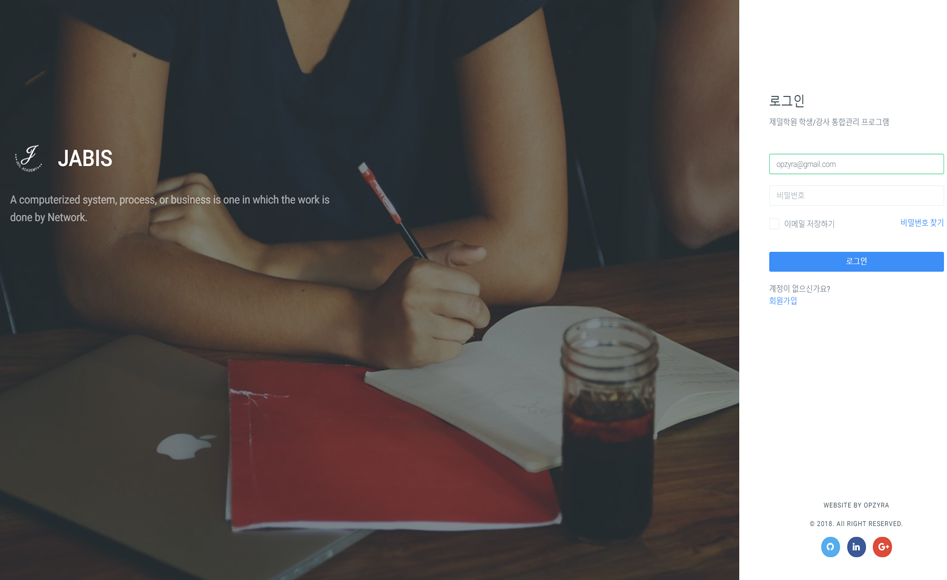 JABIS
A computerized system, process, or business is one in which the work is
done by Network.
로그인
제일학원 학생/강사 통합관리 프로그램
opzyra@gmail.com
비밀번호
이메일 저장하기
비밀번호 찾기
로그인
계정이 없으신가요?
회원가입
WEBSITE BY OPZYRA
© 2018. All RIGHT RESERVED.
in
G+